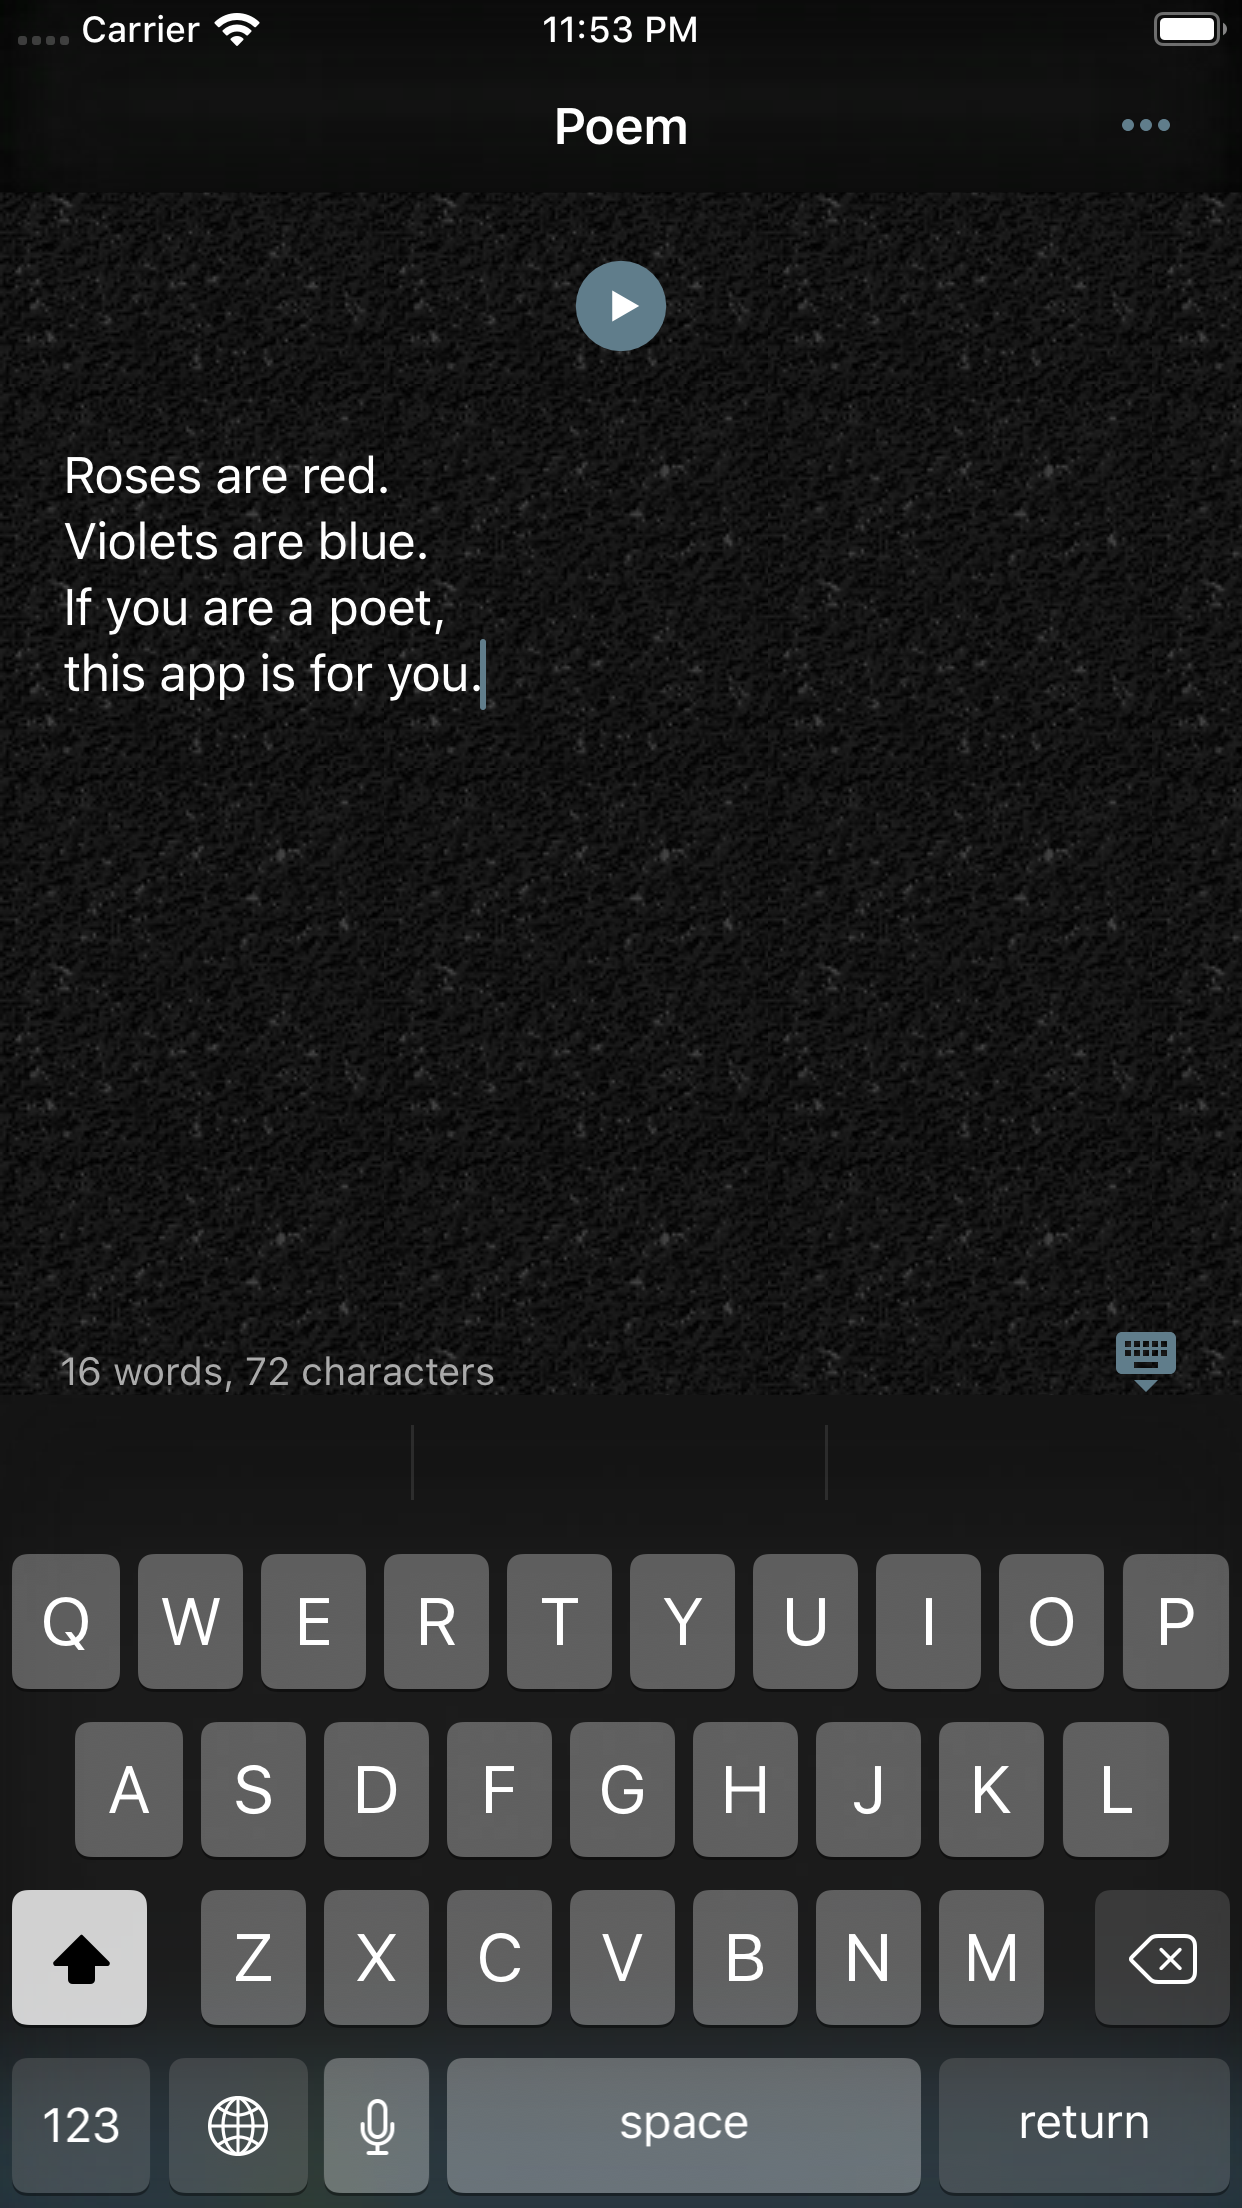 Carrier 11:53 PM
Poem
Roses are red.
Violets are blue.
If you are a poet,
this app is for you.
16 words, 72 characters
Q W E R T Y U I O P
A S D F G H J K L
Z X C V B N M
123 space return